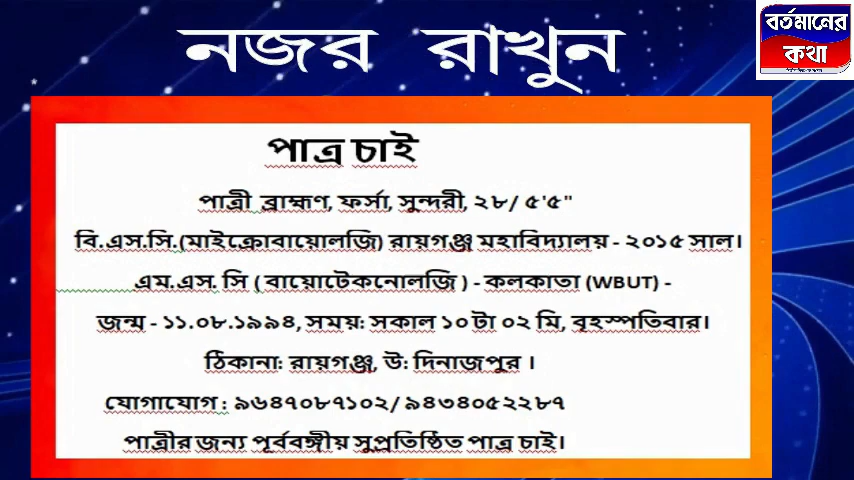 নজর রাখুন
বর্তমানের
কথা
*
পাত্র চাই
পাত্রী ব্রাহ্মণ, ফর্সা, সুন্দরী, ২৮/ ৫'৫"
বি.এস.সি.(মাইক্রোবায়োলজি) রায়গঞ্জ মহাবিদ্যালয় - ২০১৫ সাল।
এম.এস. সি ( বায়োটেকনোলজি ) - কলকাতা (WBUT) -
জন্ম - ১১.০৮.১৯৯৪, সময়: সকাল ১০ টা ০২ মি, বৃহস্পতিবার।
ঠিকানা: রায়গঞ্জ, উ: দিনাজপুর ।
যোগাযোগ : ৯৬৪৭০৮৭১০২/ ৯৪৩৪০৫২২৮৭
পাত্রীর জন্য পূর্ববঙ্গীয় সুপ্রতিষ্ঠিত পাত্র চাই।